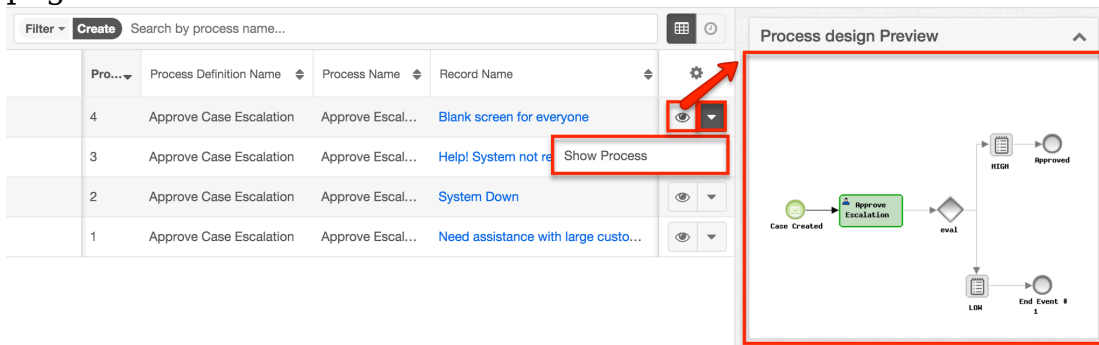 Filter Create Search by process name...
Process design Preview
Pro... Process Definition Name Process Name Record Name
4 Approve Case Escalation Approve Escal... Blank screen for everyone
Show Process
3 Approve Case Escalation Approve Escal... Help! System not re
2 Approve Case Escalation Approve Escal... System Down
1 Approve Case Escalation Approve Escal... Need assistance with large custo...
HIGH
Approved
Case Created
Approve
Escalation
eval
LOW
End Event #
1